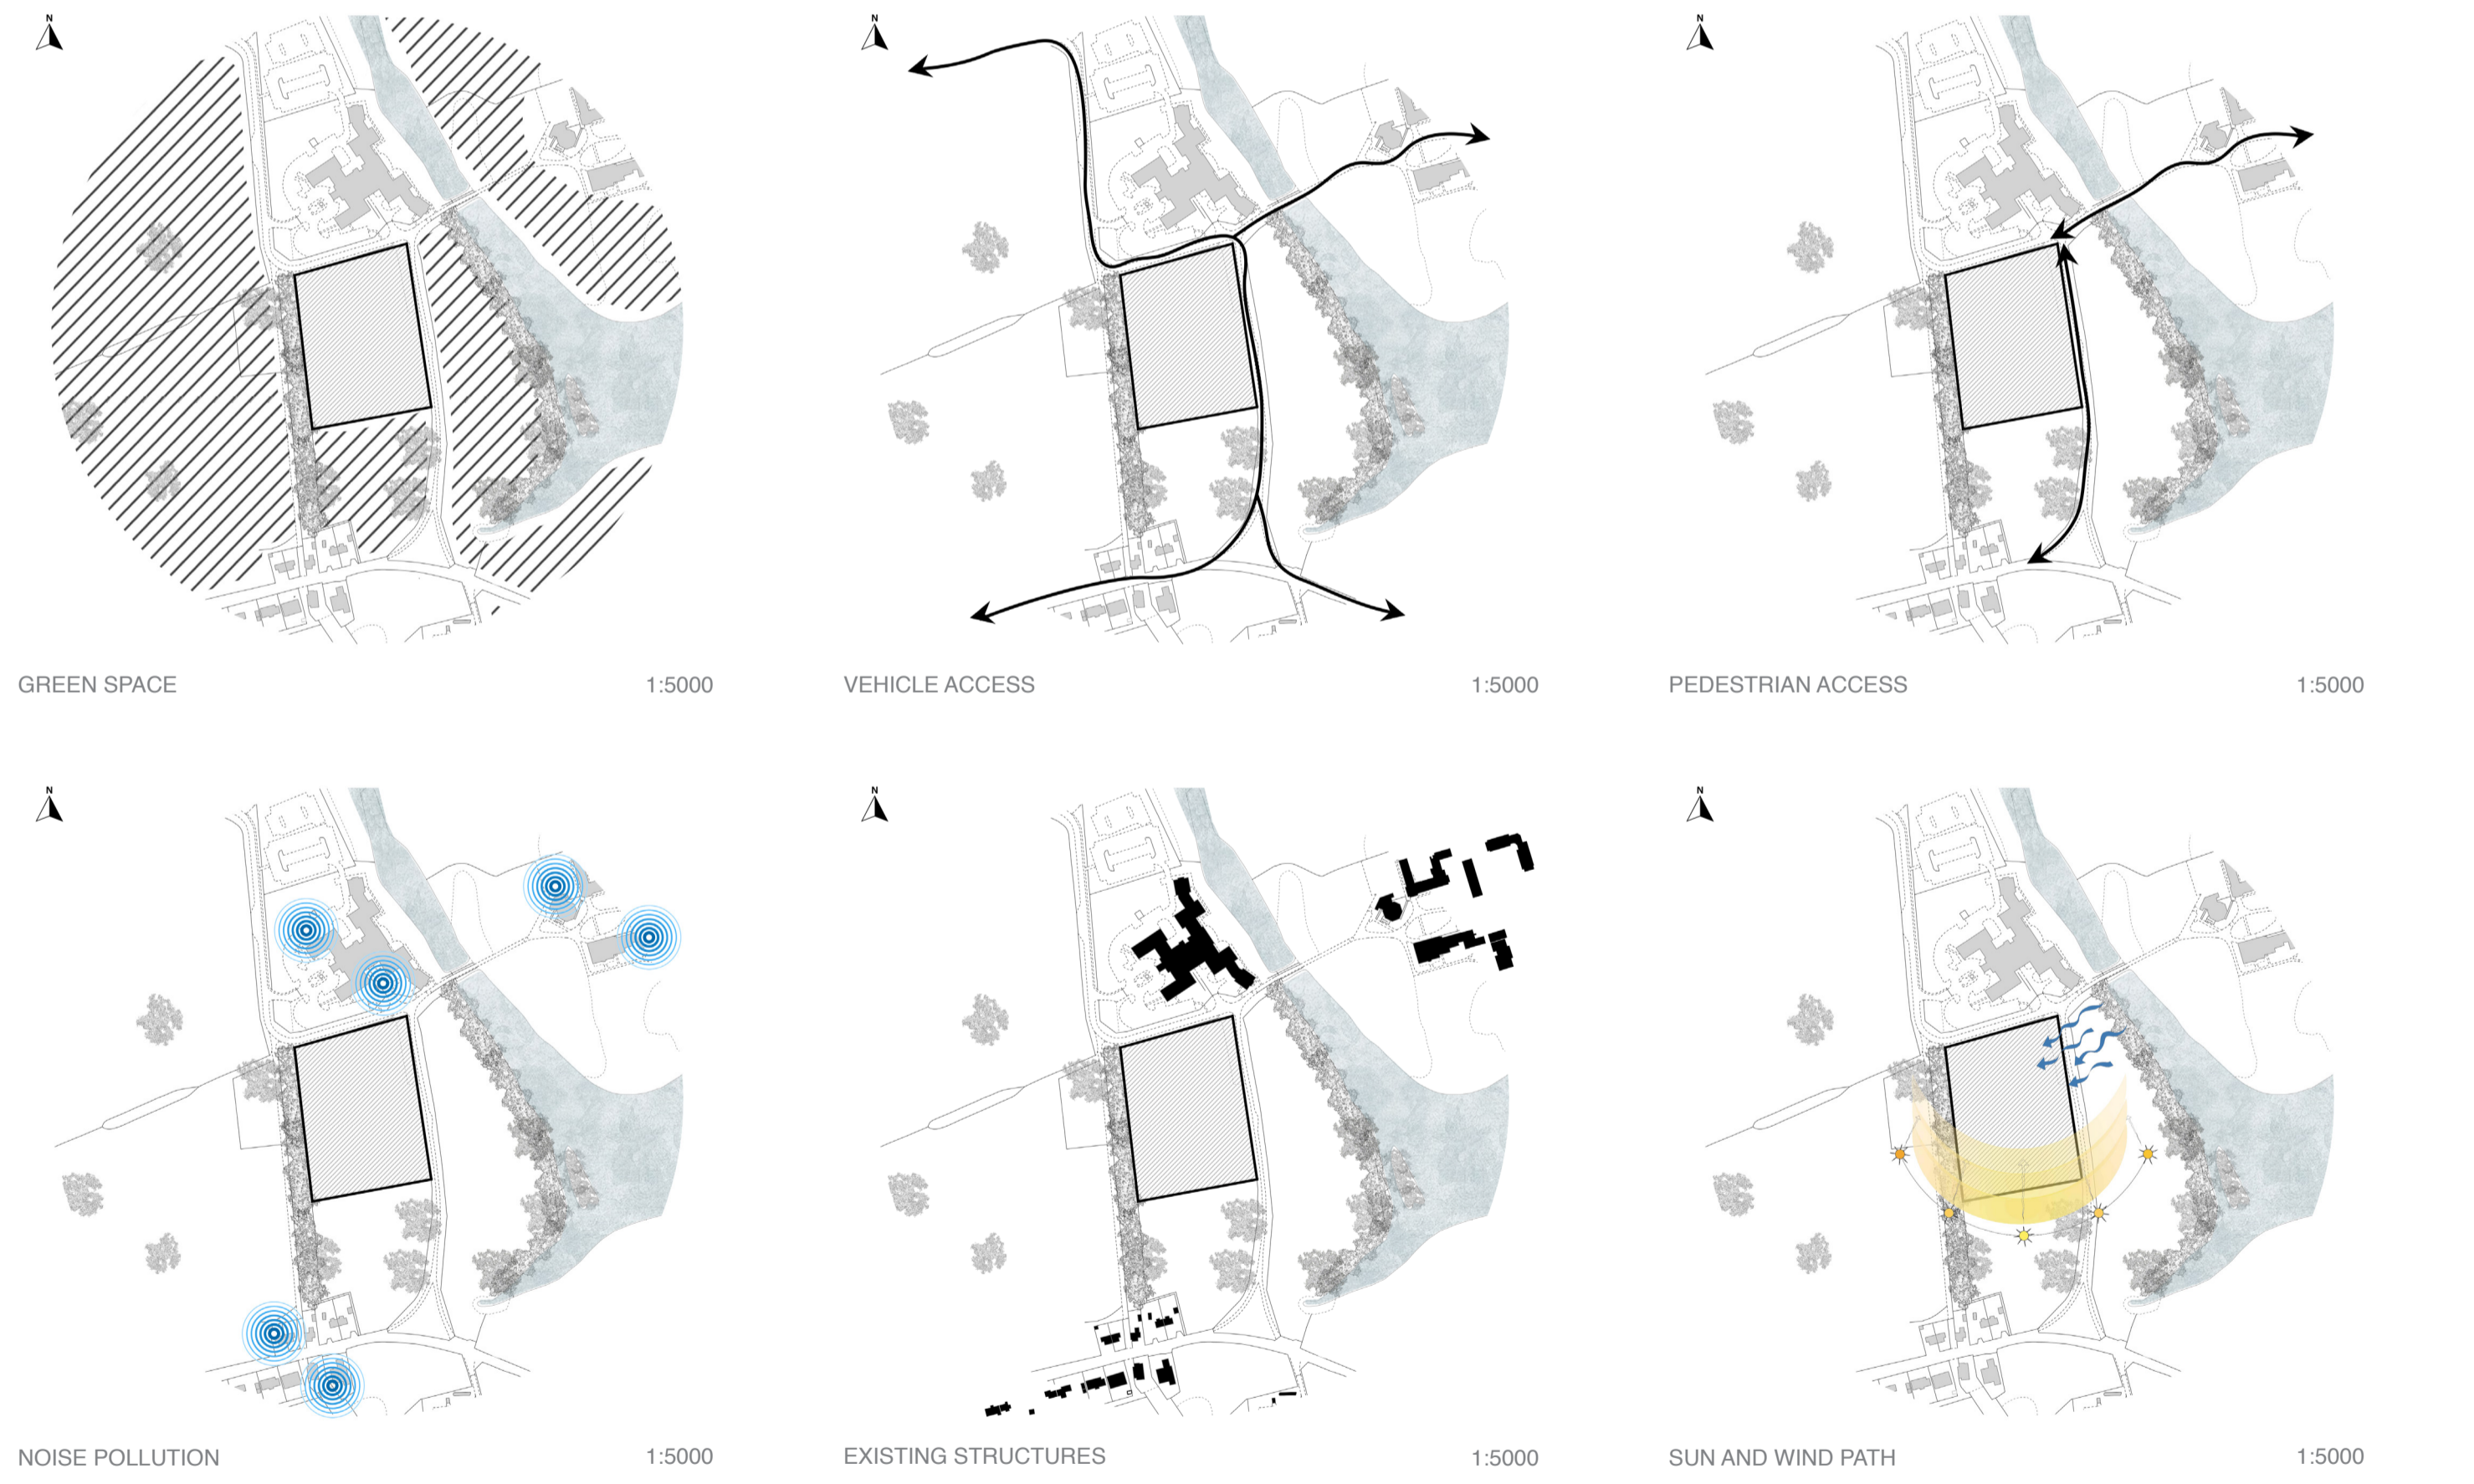 N
N
N
GREEN SPACE 1:5000
VEHICLE ACCESS 1:5000
PEDESTRIAN ACCESS 1:5000
N
N
N
NOISE POLLUTION 1:5000
EXISTING STRUCTURES 1:5000
SUN AND WIND PATH 1:5000